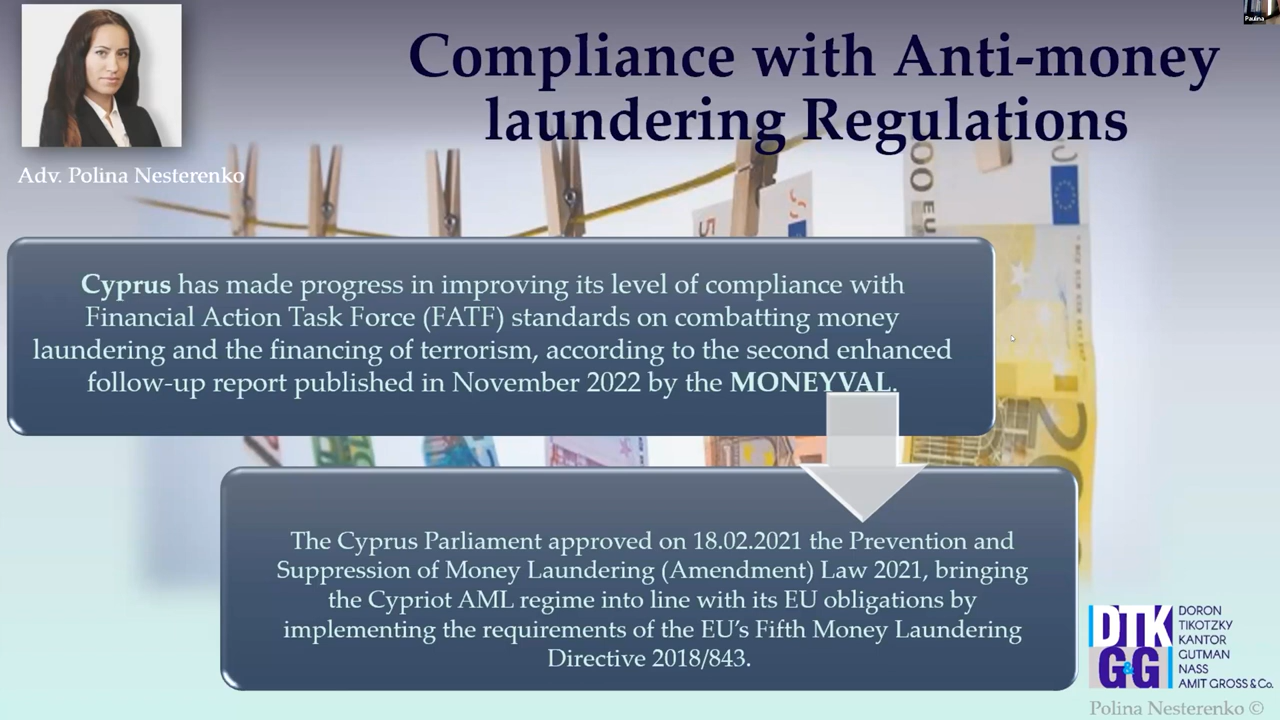 Paulina
Compliance with Anti-money
laundering Regulations
Adv. Polina Nesterenko
Cyprus has made progress in improving its level of compliance with
Financial Action Task Force (FATF) standards on combatting money
laundering and the financing of terrorism, according to the second enhanced
follow-up report published in November 2022 by the MONEYVAL.
The Cyprus Parliament approved on 18.02.2021 the Prevention and
Suppression of Money Laundering (Amendment) Law 2021, bringing
the Cypriot AML regime into line with its EU obligations by
implementing the requirements of the EU’s Fifth Money Laundering
Directive 2018/843.
DTK
G&G
DORON
TIKOTZKY
KANTOR
GUTMAN
NASS
AMIT GROSS & Co.
Polina Nesterenko ©